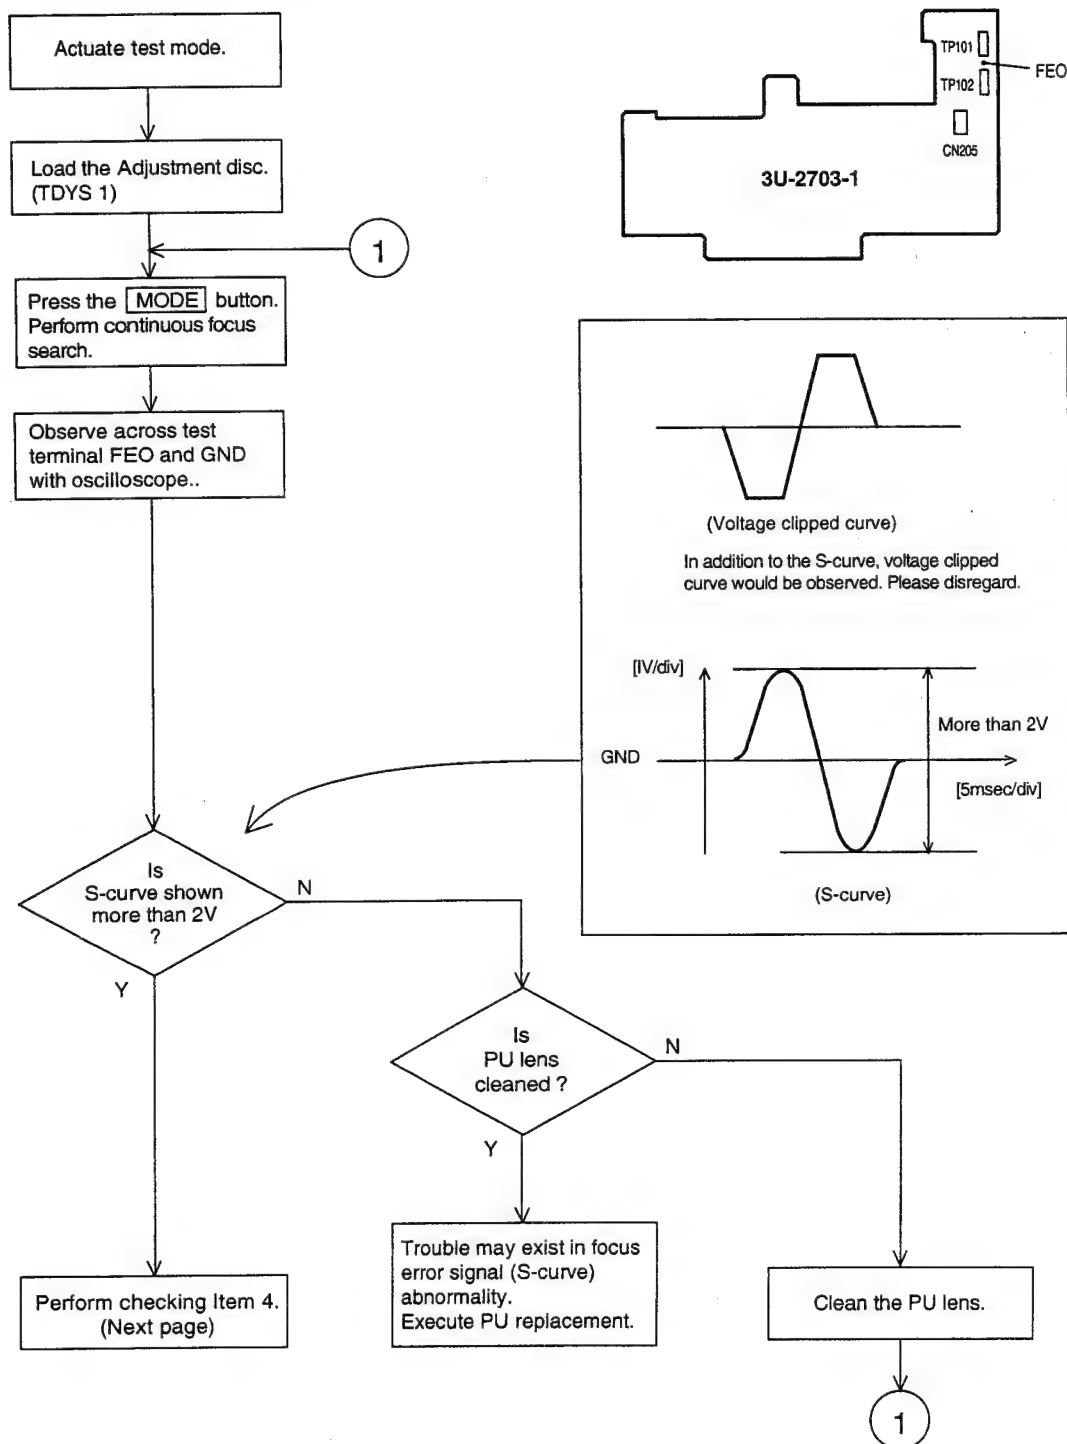 Actuate test mode.
Load the Adjustment disc.
(TDYS 1)
1
Press the MODE button.
Perform continuous focus
search.
Observe across test
terminal FEO and GND
with oscilloscope..
Is
S-curve shown
more than 2V
?
N
Y
Perform checking Item 4.
(Next page)
Is
PU lens
cleaned ?
N
Y
Trouble may exist in focus
error signal (S-curve)
abnormality.
Execute PU replacement.
Clean the PU lens.
1
TP101
FEO
TP102
CN205
3U-2703-1
(Voltage clipped curve)
In addition to the S-curve, voltage clipped
curve would be observed. Please disregard.
[IV/div]
More than 2V
GND
[5msec/div]
(S-curve)